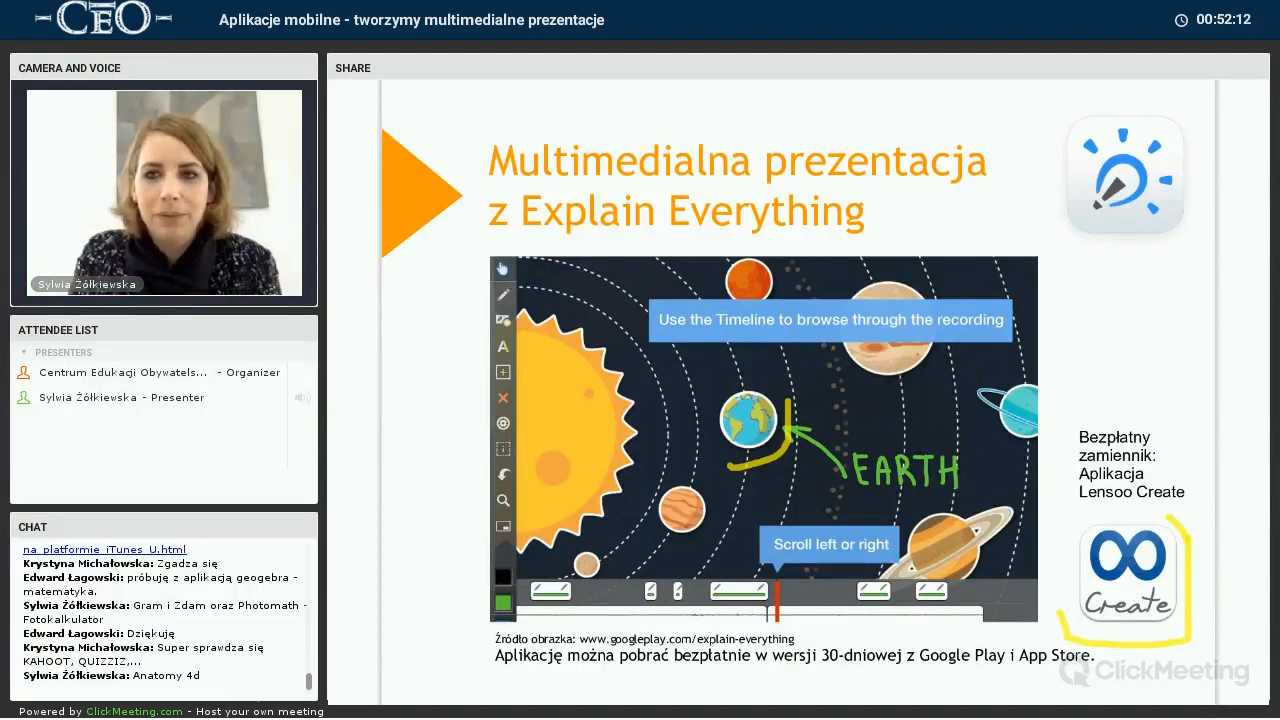 CEO
Aplikacje mobilne - tworzymy multimedialne prezentacje
00:52:12
CAMERA AND VOICE
Sylwia Żółkiewska
ATTENDEE LIST
PRESENTERS
Centrum Edukacji Obywatels... - Organizer
Sylwia Żółkiewska - Presenter
CHAT
na_platformie_iTunes_U.html
Krystyna Michałowska: Zgadza się
Edward Łagowski: próbuję z aplikacją geogebra -
matematyka.
Sylwia Żółkiewska: Gram i Zdam oraz Photomath -
Fotokalkulator
Edward Łagowski: Dziękuję
Krystyna Michałowska: Super sprawdza się
KAHOOT, QUIZZIZ,...
Sylwia Żółkiewska: Anatomy 4d
Powered by ClickMeeting.com - Host your own meeting
SHARE
Multimedialna prezentacja
z Explain Everything
A
Use the Timeline to browse through the recording
EARTH
Scroll left or right
Źródło obrazka: www.googleplay.com/explain-everything
Aplikację można pobrać bezpłatnie w wersji 30-dniowej z Google Play i App Store.
Bezpłatny
zamiennik:
Aplikacja
Lensoo Create
Create
ClickMeeting